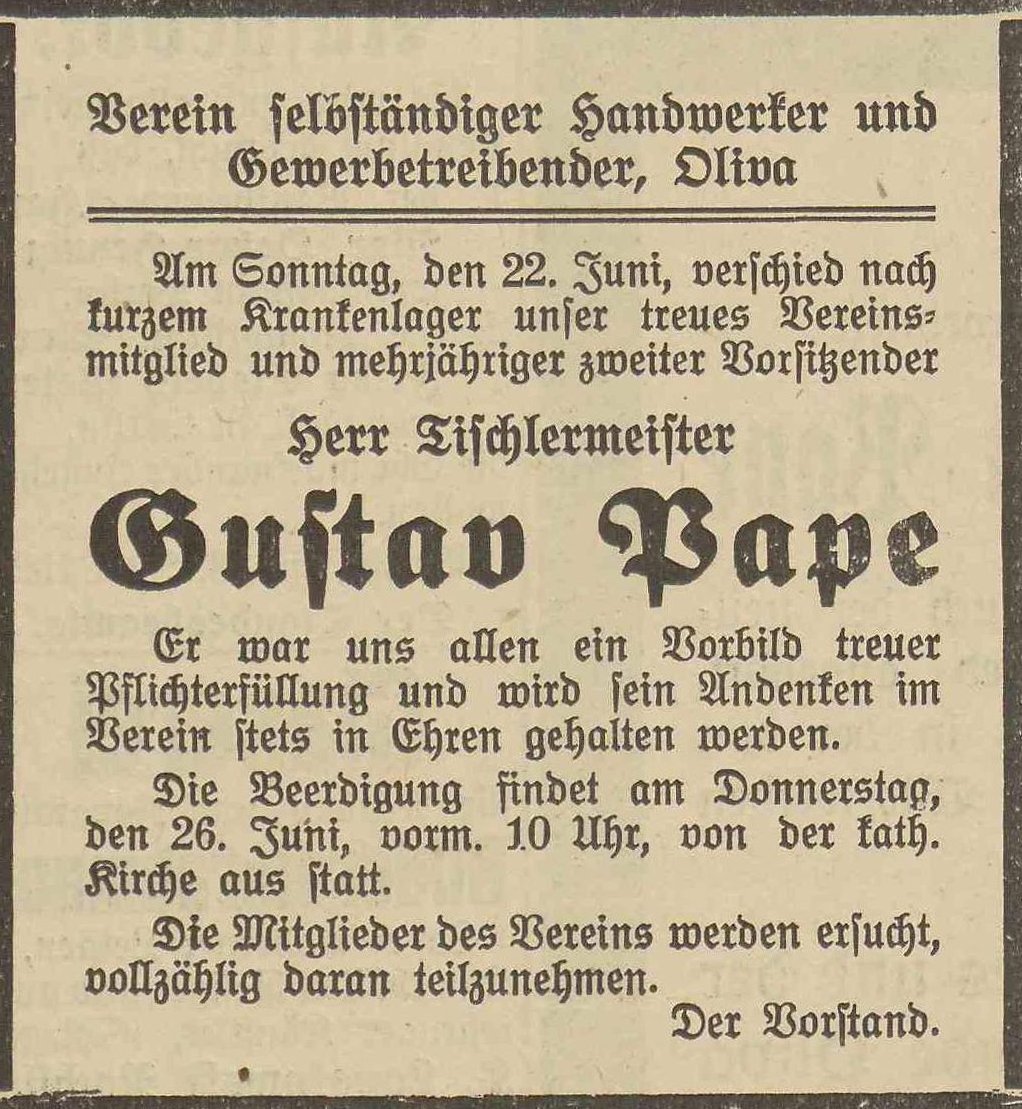 Verein selbständiger Handwerker und
Gewerbetreibender, Oliva
Am Sonntag, den 22. Juni, verschied nach
kurzem Krankenlager unser treues Vereins-
mitglied und mehrjähriger zweiter Vorsitzender
Herr Tischlermeister
Gustav Pape
Er war uns allen ein Vorbild treuer
Pflichterfüllung und wird sein Andenken im
Verein stets in Ehren gehalten werden.
Die Beerdigung findet am Donnerstag,
den 26. Juni, vorm. 10 Uhr, von der kath.
Kirche aus statt.
Die Mitglieder des Vereins werden ersucht,
vollzählig daran teilzunehmen.
Der Vorstand.